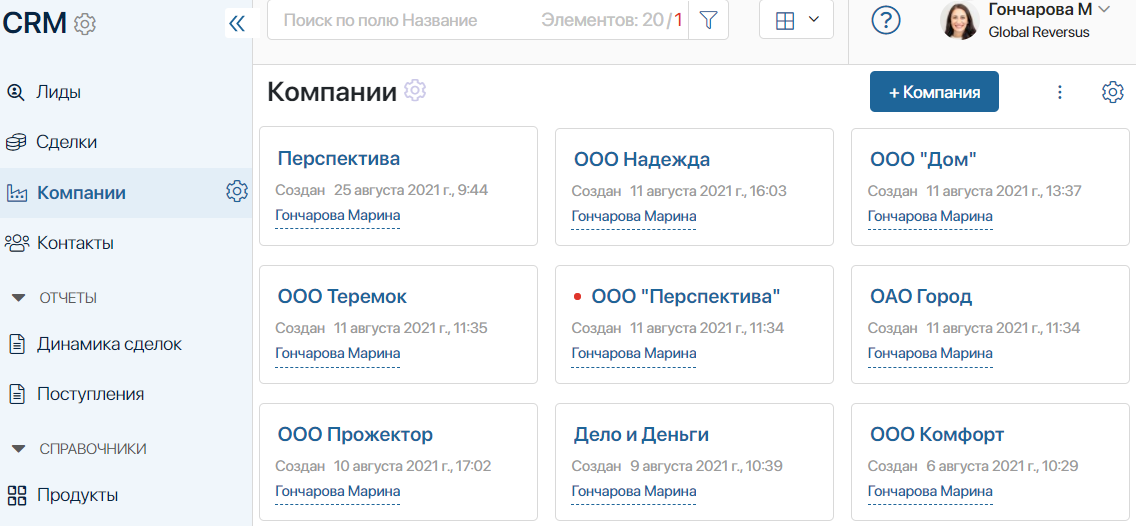 CRM
Поиск по полю Название Элементов: 20/1
Гончарова М
Global Reversus
Лиды
Сделки
Компании
Контакты
ОТЧЕТЫ
Динамика сделок
Поступления
СПРАВОЧНИКИ
Продукты
Компании
+ Компания
Перспектива
Создан 25 августа 2021 г., 9:44
Гончарова Марина
ООО Надежда
Создан 11 августа 2021 г., 16:03
Гончарова Марина
ООО "Дом"
Создан 11 августа 2021 г., 13:37
Гончарова Марина
ООО Теремок
Создан 11 августа 2021 г., 11:35
Гончарова Марина
ООО "Перспектива"
Создан 11 августа 2021 г., 11:34
Гончарова Марина
ОАО Город
Создан 11 августа 2021 г., 11:34
Гончарова Марина
ООО Прожектор
Создан 10 августа 2021 г., 17:02
Гончарова Марина
Дело и Деньги
Создан 9 августа 2021 г., 10:39
Гончарова Марина
ООО Комфорт
Создан 6 августа 2021 г., 10:29
Гончарова Марина